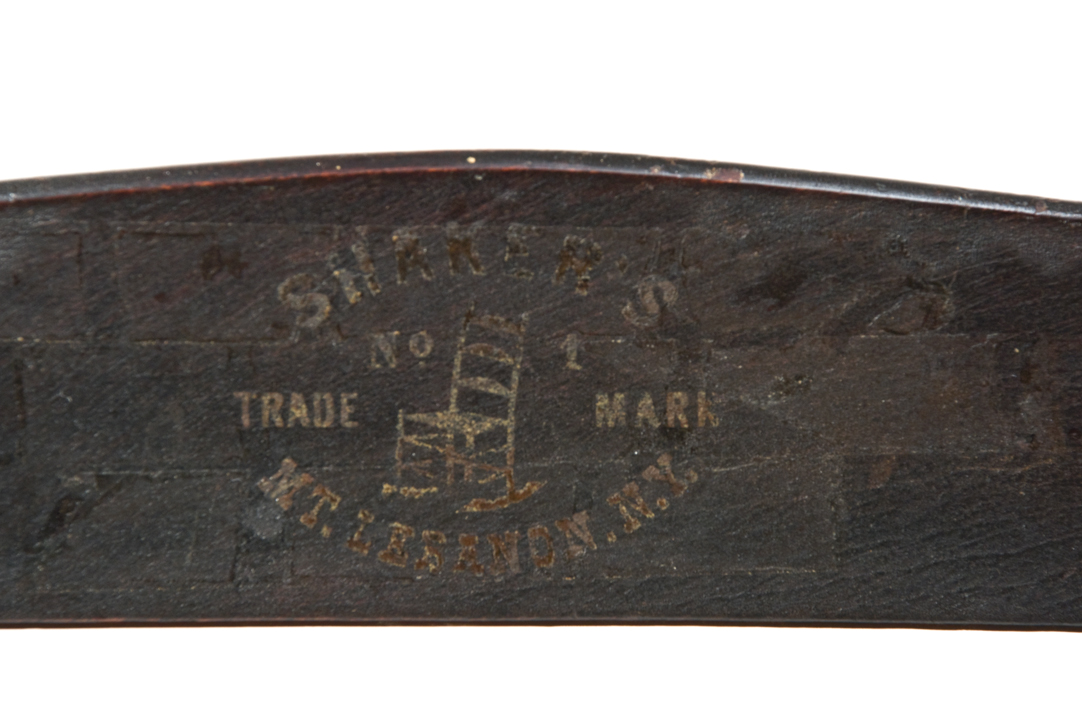 SHAKER'S
No 1
TRADE MARK
MT. LEBANON. N.Y.